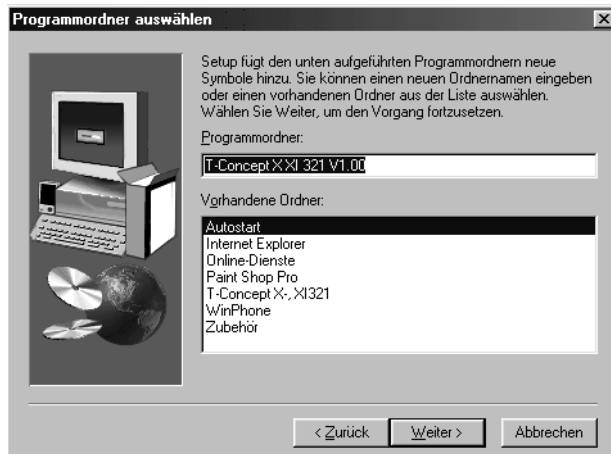 Programmordner auswählen
Setup fügt den unten aufgeführten Programmordnern neue
Symbole hinzu. Sie können einen neuen Ordnernamen eingeben
oder einen vorhandenen Ordner aus der Liste auswählen.
Wählen Sie Weiter, um den Vorgang fortzusetzen.
Programmordner:
T-Concept X XI 321 V1.00
Vorhandene Ordner:
Autostart
Internet Explorer
Online-Dienste
Paint Shop Pro
T-Concept X-, XI321
WinPhone
Zubehör
< Zurück Weiter > Abbrechen